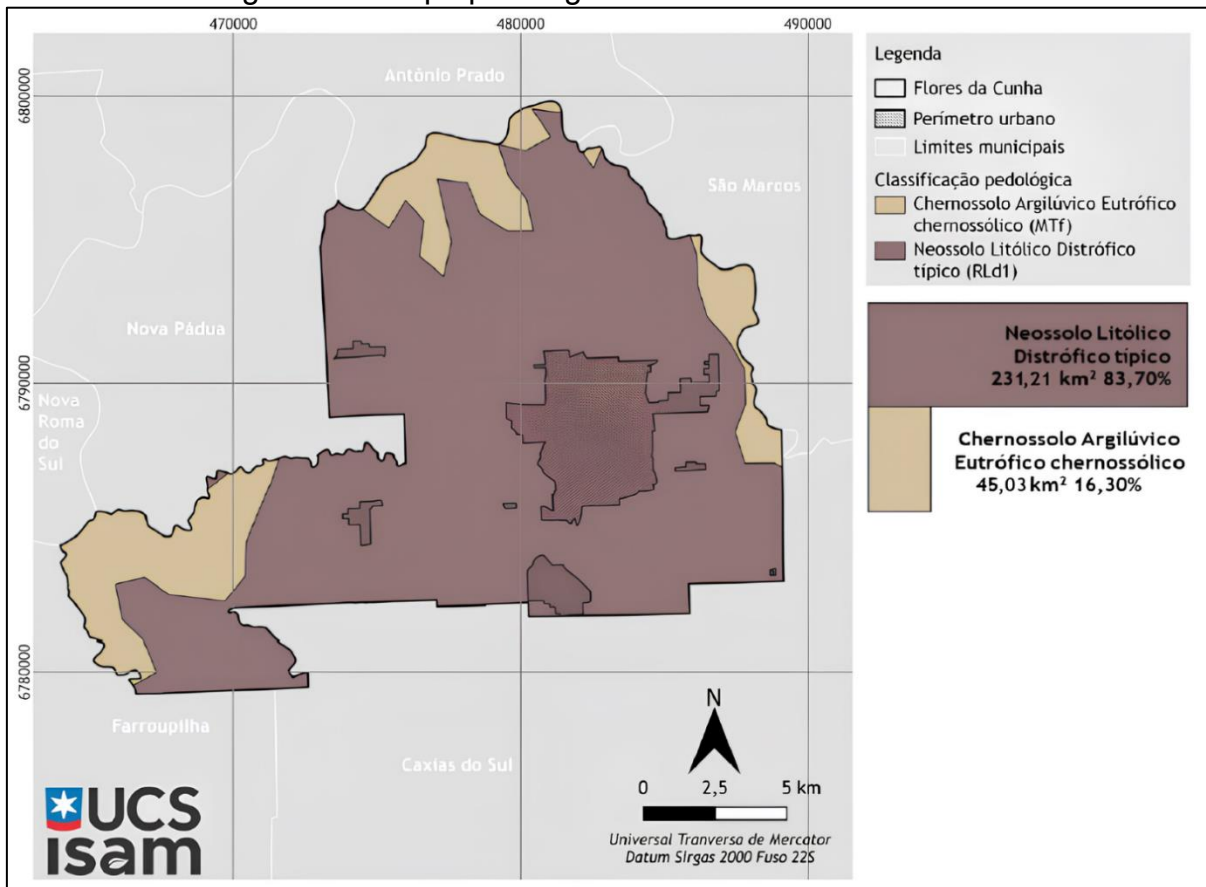 470000
480000
490000
6800000
6790000
6780000
Antônio Prado
São Marcos
Nova Pádua
Nova
Roma
do
Sul
Farroupilha
Caxias do Sul
Legenda
Flores da Cunha
Perímetro urbano
Limites municipais
Classificação pedológica
Chernossolo Argilúvico Eutrófico
chernossólico (MTf)
Neossolo Litólico Distrófico
típico (RLd1)
Neossolo Litólico
Distrófico típico
231,21 km² 83,70%
Chernossolo Argilúvico
Eutrófico chernossólico
45,03 km² 16,30%
N
0 2,5 5 km
Universal Tranversa de Mercator
Datum Sirgas 2000 Fuso 22S
UCS
isam